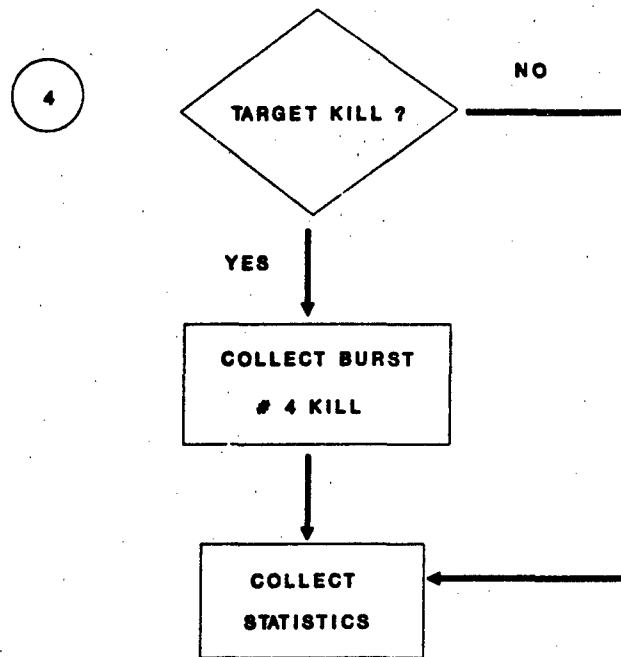 4
TARGET KILL ?
NO
YES
COLLECT BURST
# 4 KILL
COLLECT
STATISTICS